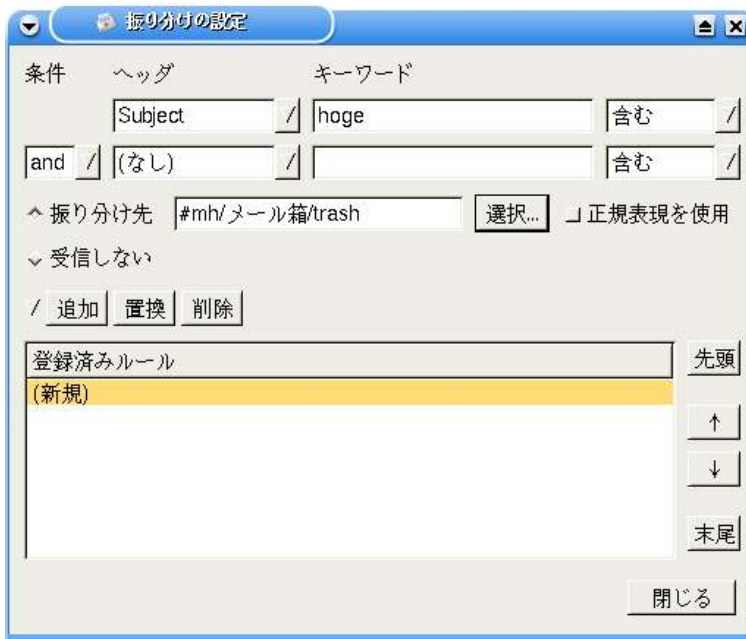 振り分けの設定
条件 ヘッダ キーワード
Subject hoge 含む
and (なし) 含む
振り分け先 #mh/メール箱/trash 選択... 正規表現を使用
受信しない
追加 置換 削除
登録済みルール 先頭
(新規)
↑
↓
末尾
閉じる